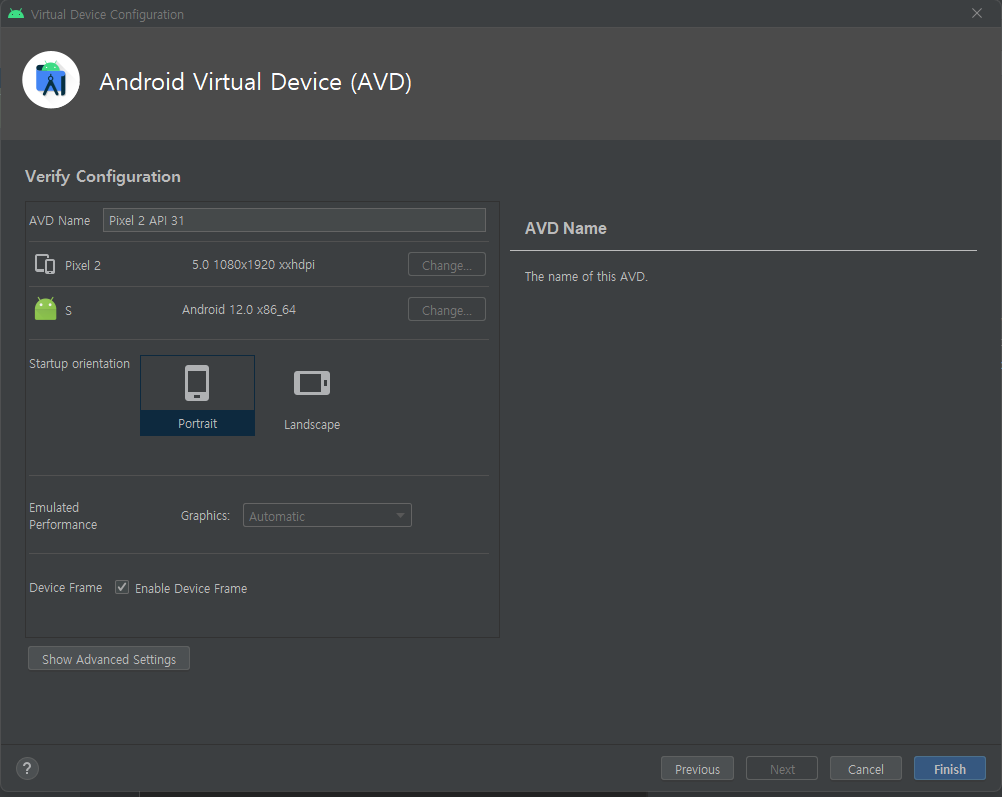 Virtual Device Configuration
Android Virtual Device (AVD)
Verify Configuration
AVD Name Pixel 2 API 31
Pixel 2 5.0 1080x1920 xxhdpi Change...
S Android 12.0 x86_64 Change...
Startup orientation
Portrait Landscape
Emulated
Performance
Graphics: Automatic
Device Frame Enable Device Frame
Show Advanced Settings
AVD Name
The name of this AVD.
? Previous Next Cancel Finish